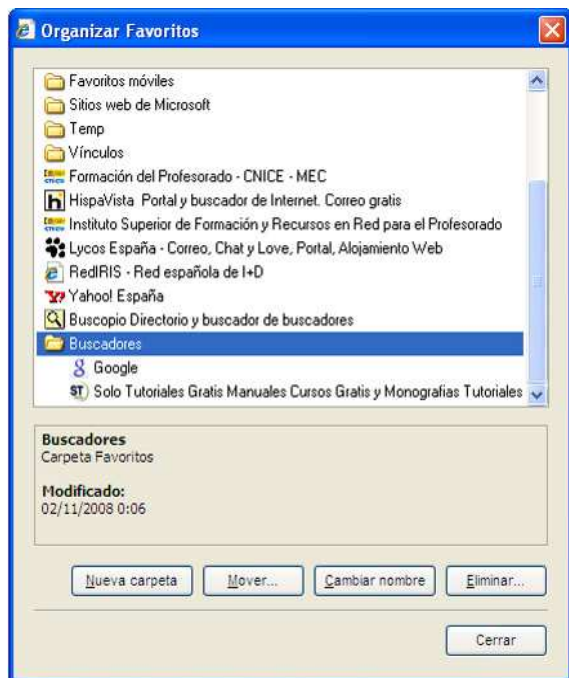 Organizar Favoritos
Favoritos móviles
Sitios web de Microsoft
Temp
Vínculos
Formación del Profesorado - CNICE - MEC
HispaVista Portal y buscador de Internet. Correo gratis
Instituto Superior de Formación y Recursos en Red para el Profesorado
Lycos España - Correo, Chat y Love, Portal, Alojamiento Web
RedIRIS - Red española de I+D
Yahoo! España
Buscopio Directorio y buscador de buscadores
Buscadores
Google
Solo Tutoriales Gratis Manuales Cursos Gratis y Monografias Tutoriales
Buscadores
Carpeta Favoritos
Modificado:
02/11/2008 0:06
Nueva carpeta Mover... Cambiar nombre Eliminar...
Cerrar